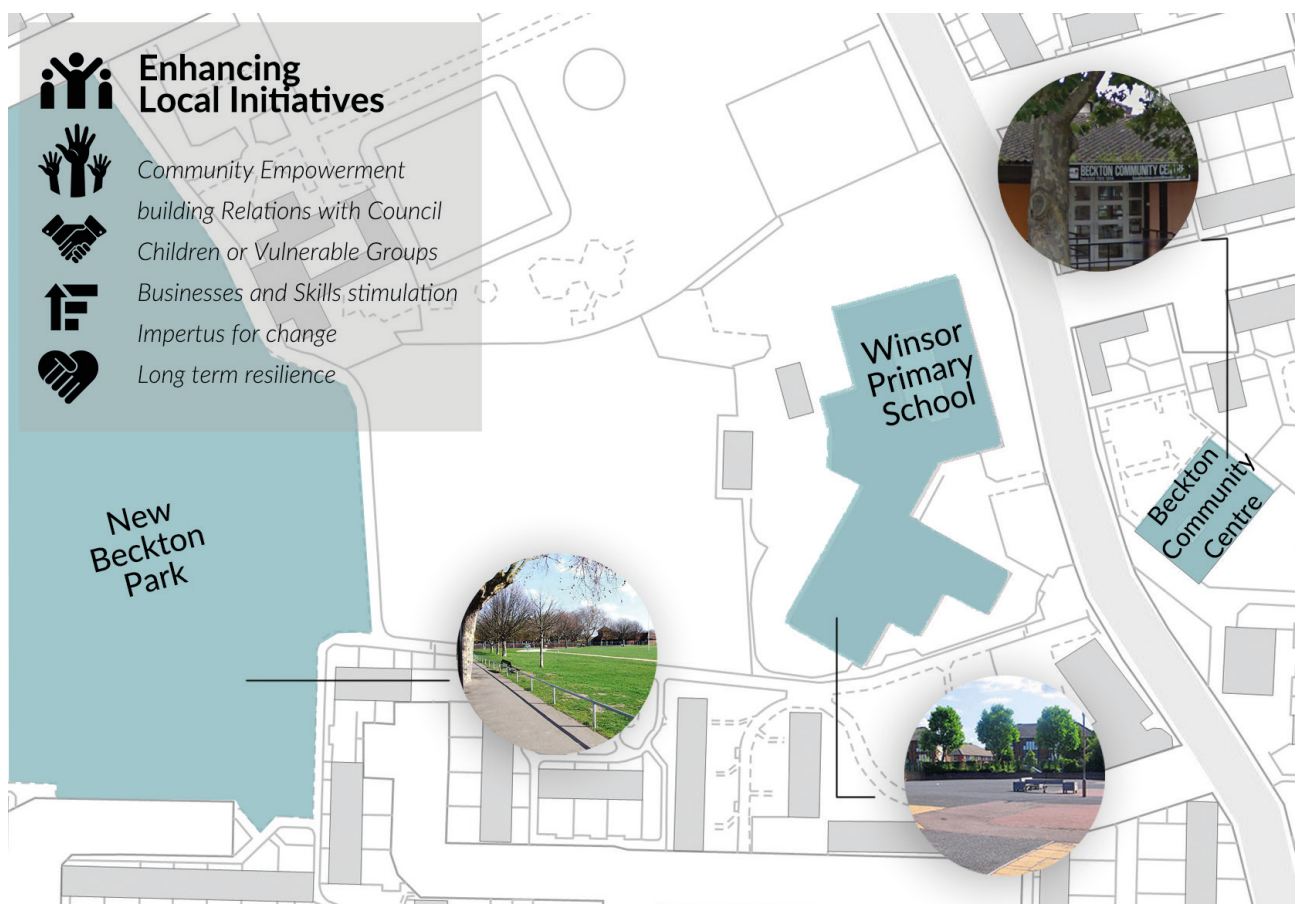 Enhancing
Local Initiatives
Community Empowerment
building Relations with Council
Children or Vulnerable Groups
Businesses and Skills stimulation
Impertus for change
Long term resilience
BECKTON COMMUNITY CENTRE
Winsor
Primary
School
Beckton
Community
Centre
New
Beckton
Park